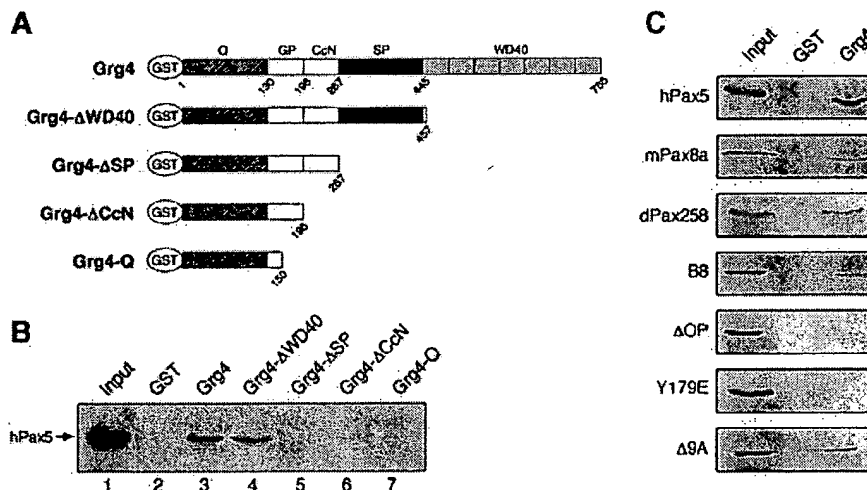 A
Q GP CcN SP WD40
Grg4 GST
1 130 196 267 445
Grg4-ΔWD40 GST
457
Grg4-ΔSP GST
267
Grg4-ΔCcN GST
196
Grg4-Q GST
150
B
Input GST Grg4 Grg4-ΔWD40 Grg4-ΔSP Grg4-ΔCcN Grg4-Q
hPax5
1 2 3 4 5 6 7
C
Input GST Grg4
hPax5
mPax8a
dPax258
B8
ΔOP
Y179E
Δ9A